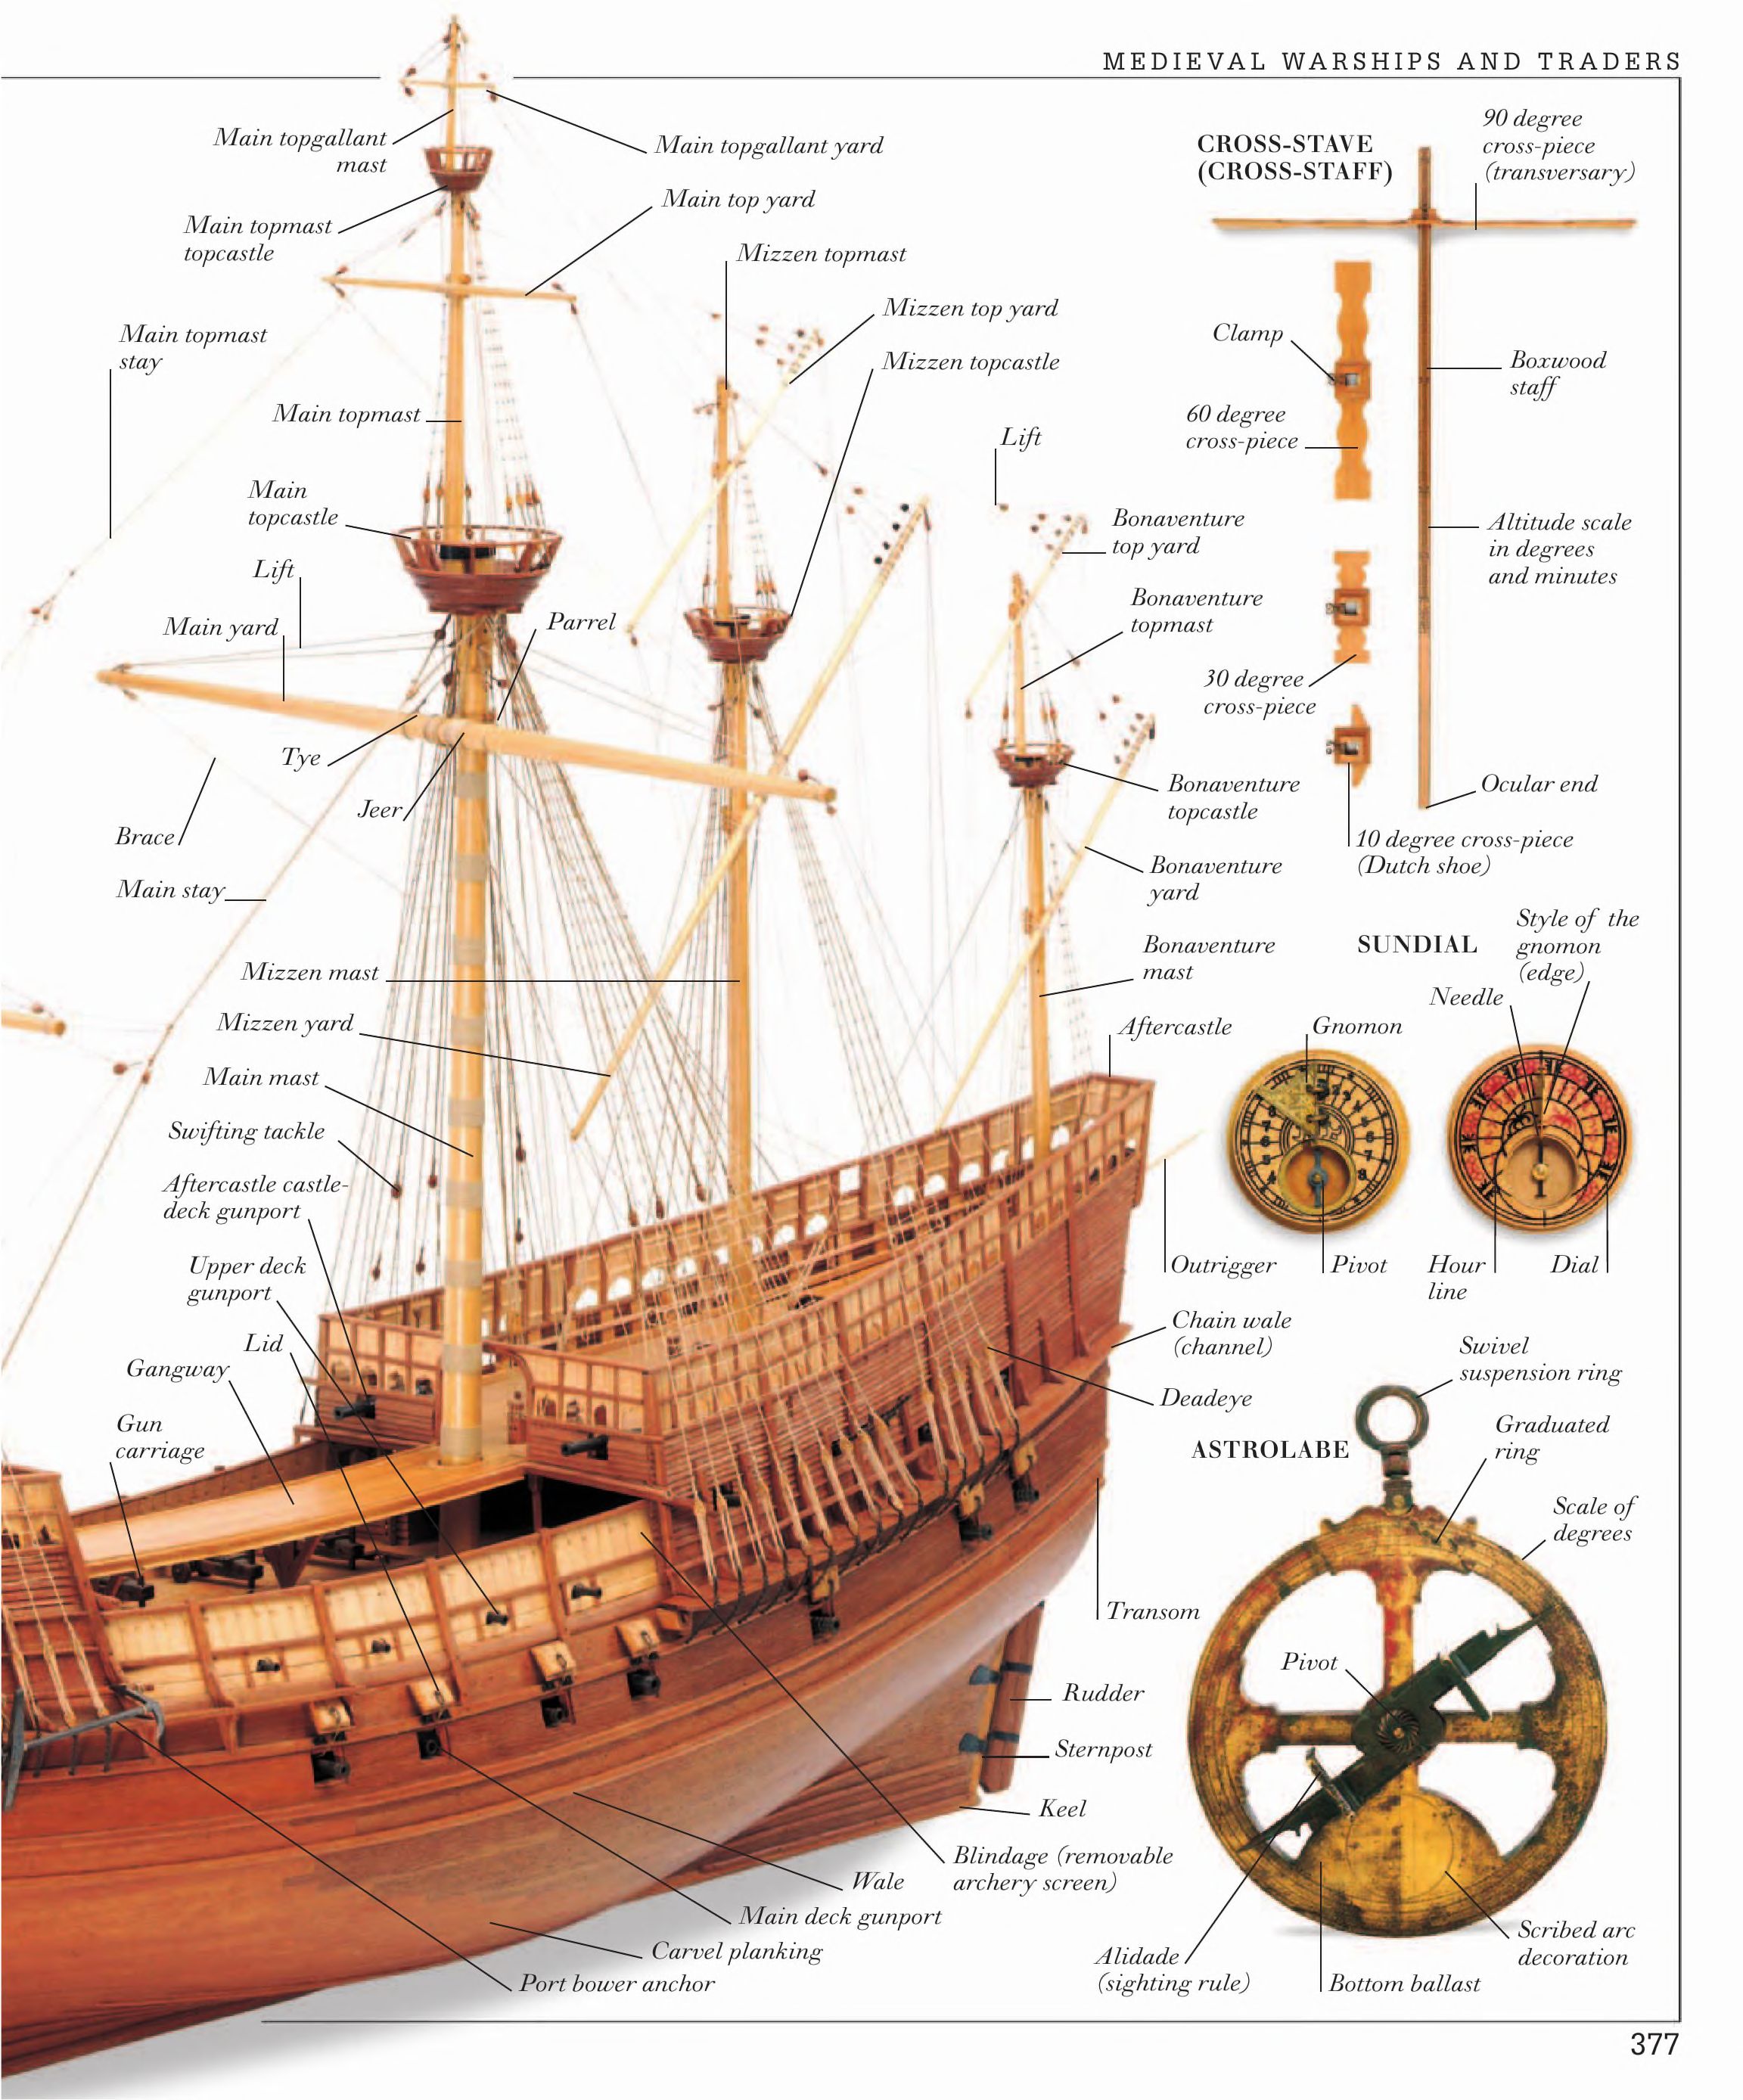 MEDIEVAL WARSHIPS AND TRADERS
Main topgallant
mast
Main topgallant yard
Main topmast
topcastle
Main top yard
Mizzen topmast
Main topmast
stay
Mizzen top yard
Mizzen topcastle
Main topmast
Lift
Main
topcastle
Bonaventure
top yard
Lift
Bonaventure
topmast
Main yard
Parrel
Tye
Jeer
Bonaventure
topcastle
Brace
Bonaventure
yard
Main stay
Bonaventure
mast
Mizzen mast
Mizzen yard
Aftercastle
Main mast
Swifting tackle
Aftercastle castle-
deck gunport
Upper deck
gunport
Outrigger
Lid
Chain wale
(channel)
Gangway
Deadeye
Gun
carriage
Transom
Rudder
Sternpost
Keel
Blindage (removable
archery screen)
Wale
Main deck gunport
Carvel planking
Port bower anchor
CROSS-STAVE
(CROSS-STAFF)
90 degree
cross-piece
(transversary)
Clamp
Boxwood
staff
60 degree
cross-piece
Altitude scale
in degrees
and minutes
30 degree
cross-piece
Ocular end
10 degree cross-piece
(Dutch shoe)
SUNDIAL
Style of the
gnomon
(edge)
Needle
Gnomon
Pivot
Hour
line
Dial
ASTROLABE
Swivel
suspension ring
Graduated
ring
Scale of
degrees
Pivot
Alidade
(sighting rule)
Bottom ballast
Scribed arc
decoration
377